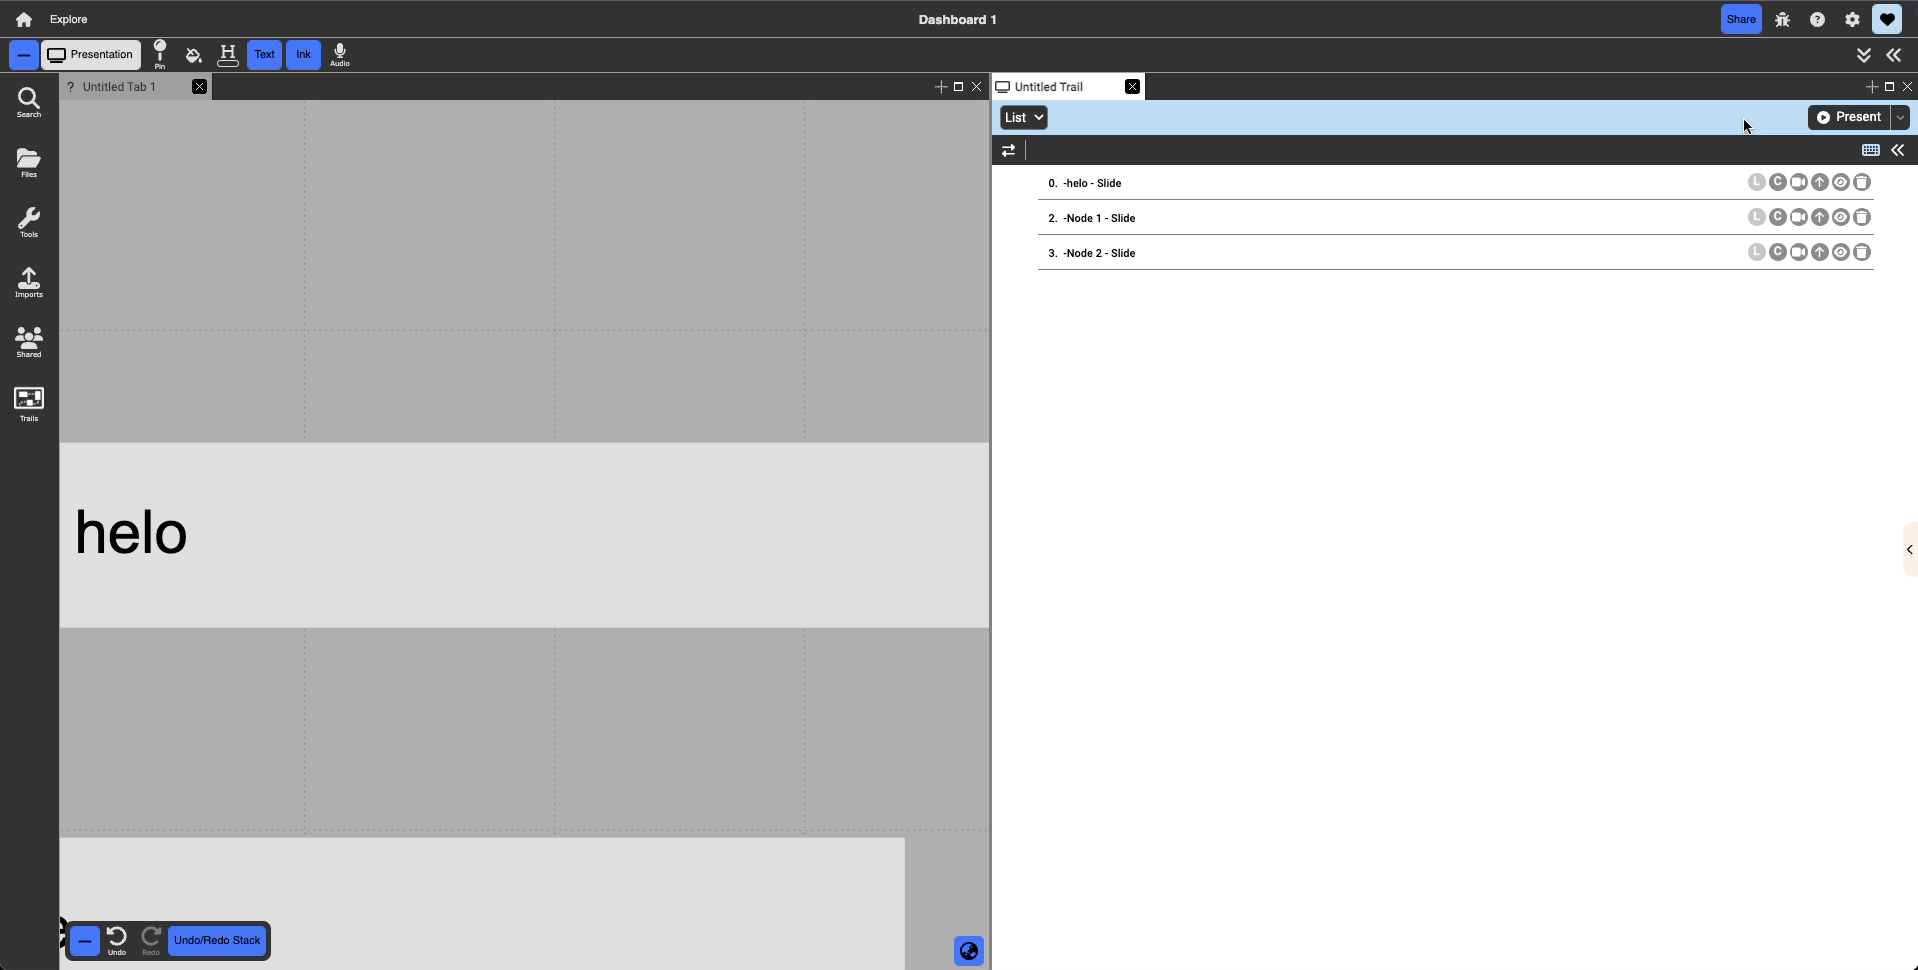 Explore
Dashboard 1
Share
Presentation
Pin
Text
Ink
Audio
? Untitled Tab 1
Untitled Trail
List
Present
Search
Files
Tools
Imports
Shared
Trails
0. -helo - Slide
L C
2. -Node 1 - Slide
L C
3. -Node 2 - Slide
L C
helo
Undo
Redo
Undo/Redo Stack